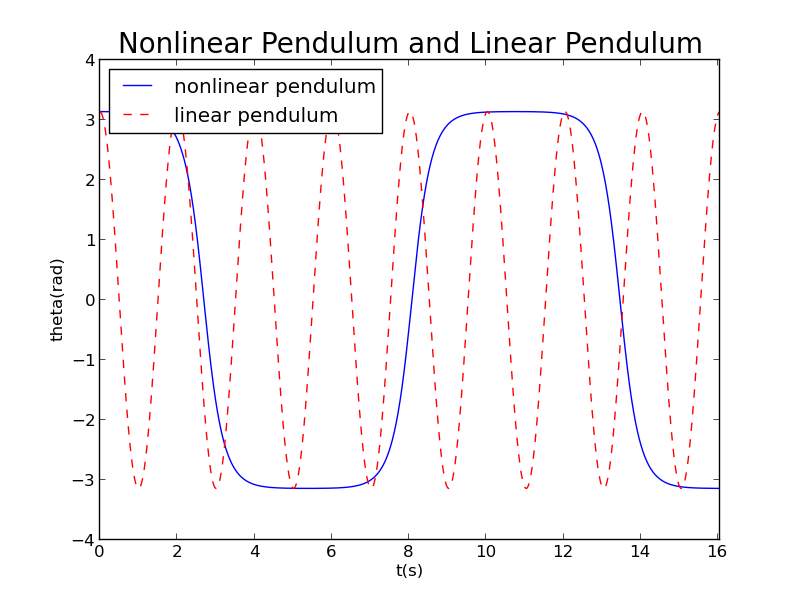 Nonlinear Pendulum and Linear Pendulum
nonlinear pendulum
linear pendulum
4
3
2
1
0
−1
−2
−3
−4
theta(rad)
0 2 4 6 8 10 12 14 16
t(s)